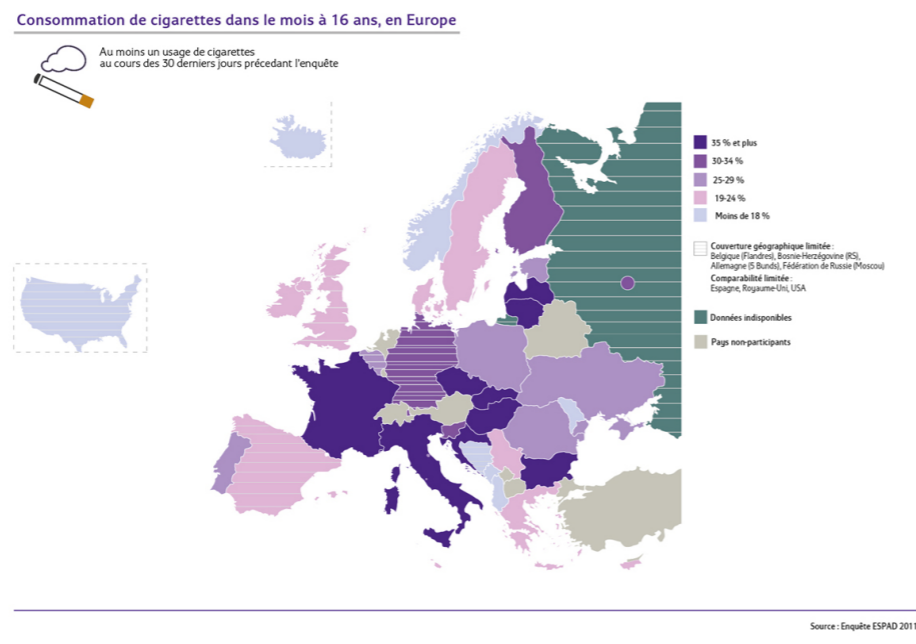 Consommation de cigarettes dans le mois à 16 ans, en Europe
Au moins un usage de cigarettes
au cours des 30 derniers jours précedant l'enquête
35 % et plus
30-34 %
25-29 %
19-24 %
Moins de 18 %
Couverture géographique limitée :
Belgique (Flandres), Bosnie-Herzégovine (RS),
Allemagne (5 Bunds), Fédération de Russie (Moscou)
Comparabilité limitée :
Espagne, Royaume-Uni, USA
Données indisponibles
Pays non-participants
Source : Enquête ESPAD 2011